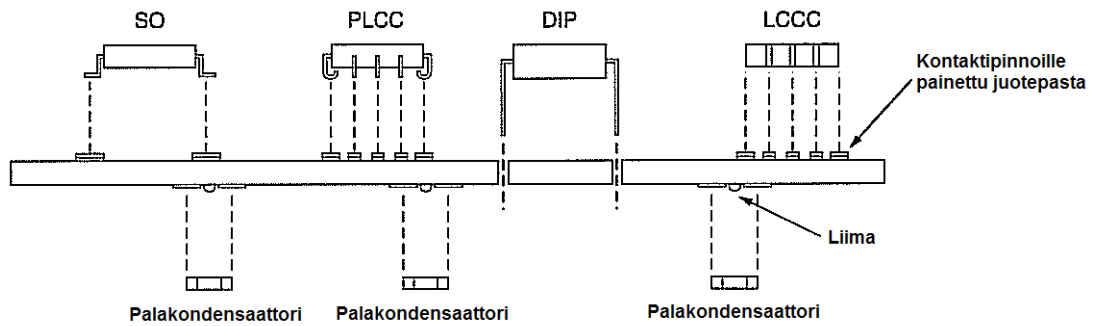 SO
PLCC
DIP
LCCC
Kontaktipinnoille
painettu juotepasta
Liima
Palakondensaattori
Palakondensaattori
Palakondensaattori